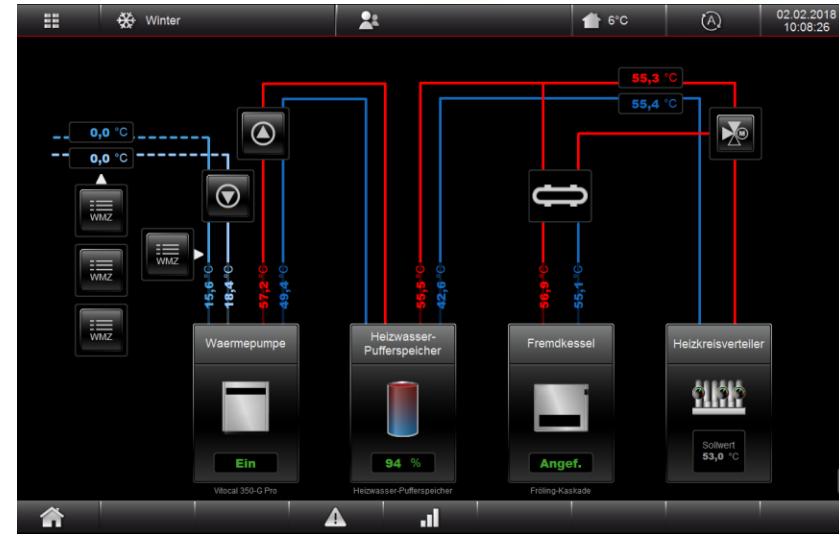 Winter
6°C
02.02.2018
10:08:26
55,3 °C
55,4 °C
0,0 °C
0,0 °C
WMZ
WMZ
WMZ
WMZ
15,6 °C
18,4 °C
57,2 °C
49,4 °C
55,5 °C
42,6 °C
56,9 °C
55,1 °C
Waermepumpe
Heizwasser-
Pufferspeicher
Fremdkessel
Heizkreisverteiler
Ein
94 %
Angef.
Sollwert
53,0 °C
Vitocal 350-G Pro
Heizwasser-Pufferspeicher
Fröling-Kaskade